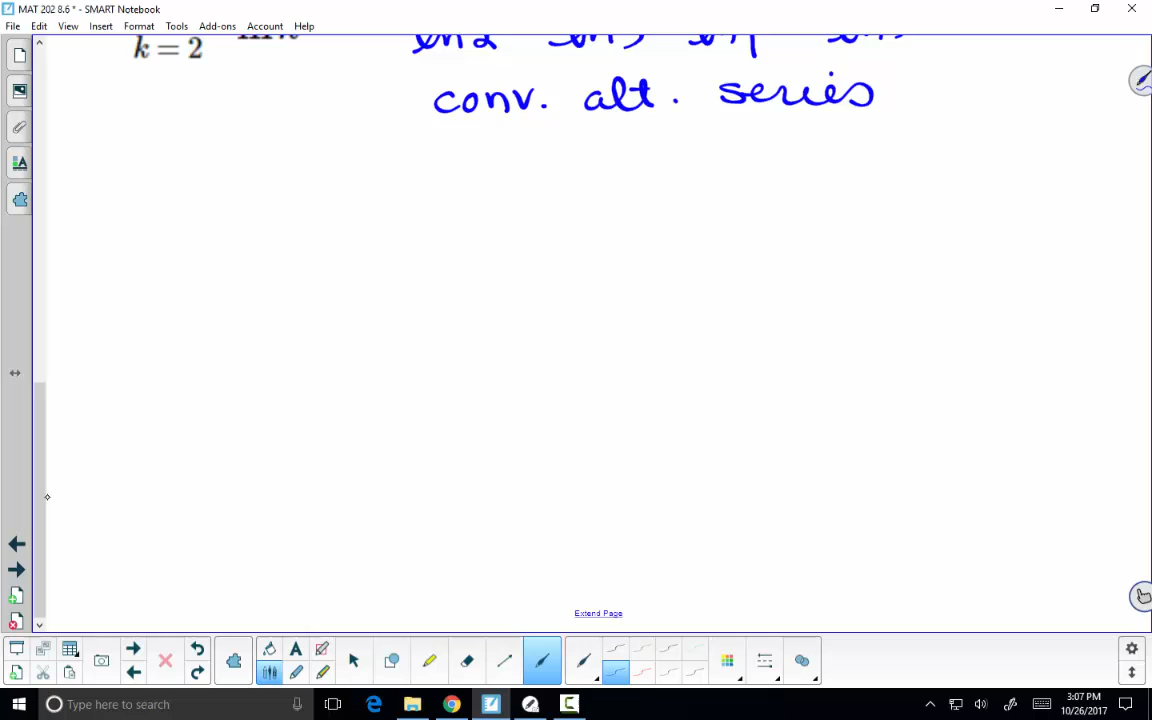 MAT 202 8.6 * - SMART Notebook
File Edit View Insert Format Tools Add-ons Account Help
k = 2
conv. alt. series
Extend Page
Type here to search
3:07 PM
10/26/2017